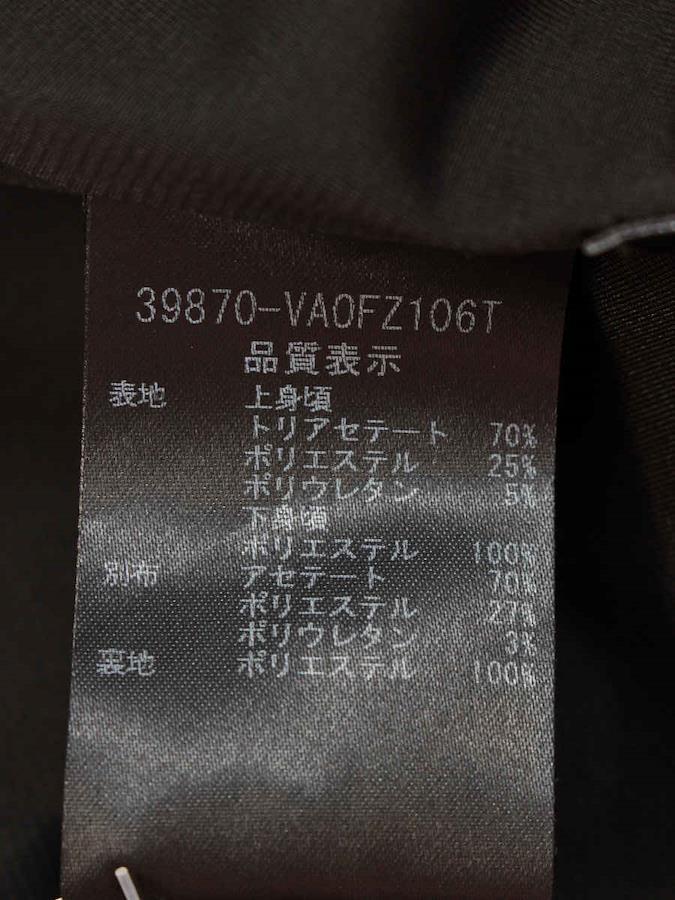 39870-VA0FZ106T
品質表示
表地 上身頃
トリアセテート 70%
ポリエステル 25%
ポリウレタン 5%
下身頃
ポリエステル 100%
別布 アセテート 70%
ポリエステル 27%
ポリウレタン 3%
裏地 ポリエステル 100%